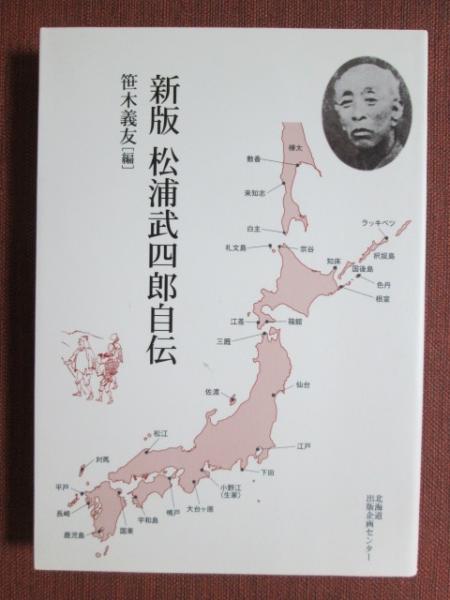 新版 松浦武四郎自伝
笹木義友［編］
樺太
敷香
来知志
白主
礼文島
宗谷
ラッキベツ
択捉島
知床
国後島
色丹
根室
江差
箱館
三厩
仙台
佐渡
江戸
松江
下田
対馬
小野江
（生家）
大台ヶ原
平戸
鳴戸
長崎
宇和島
国東
鹿児島
北海道
出版企画センター